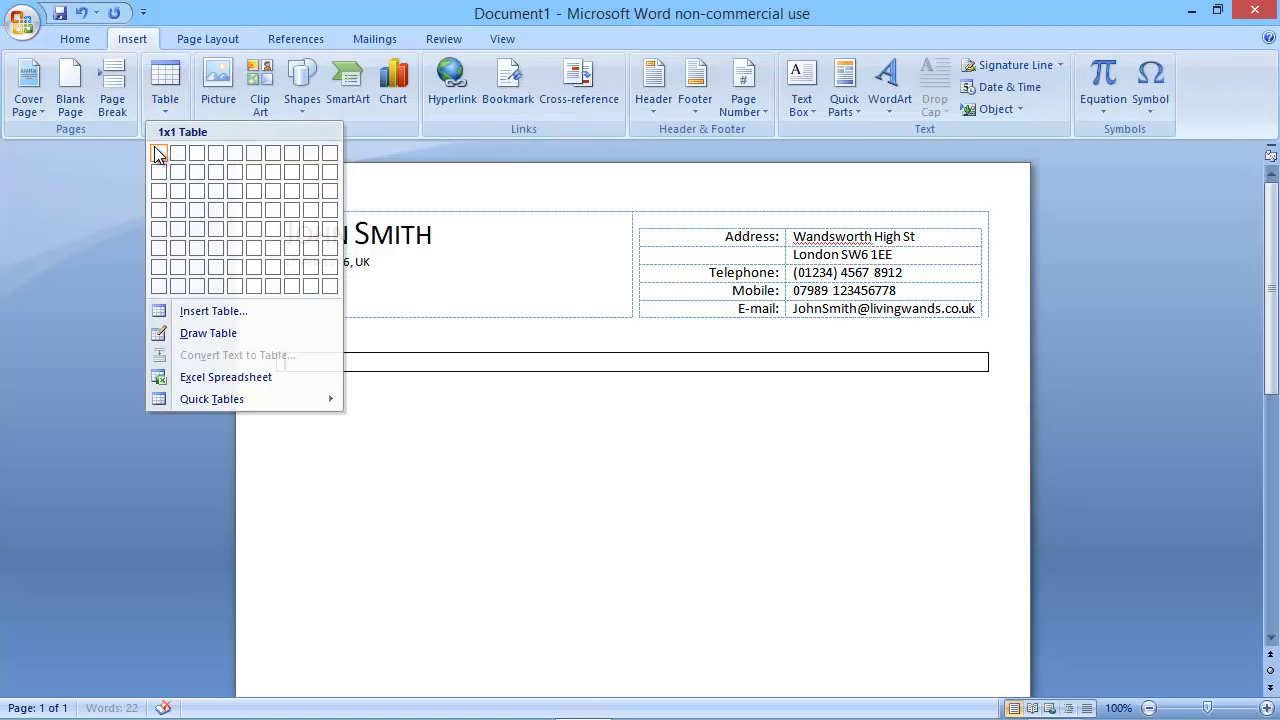 Document1 - Microsoft Word non-commercial use
Home Insert Page Layout References Mailings Review View
Cover Page Blank Page Page Break Table Picture Clip Art Shapes SmartArt Chart Hyperlink Bookmark Cross-reference Header Footer Page Number Text Box Quick Parts WordArt Drop Cap Signature Line Date & Time Object Equation Symbol
Pages Links Header & Footer Text Symbols
1x1 Table
Insert Table...
Draw Table
Convert Text to Table...
Excel Spreadsheet
Quick Tables
JOHN SMITH
6, UK
Address: Wandsworth High St
London SW6 1EE
Telephone: (01234) 4567 8912
Mobile: 07989 123456778
E-mail: JohnSmith@livingwands.co.uk
Page: 1 of 1 Words: 22 100%